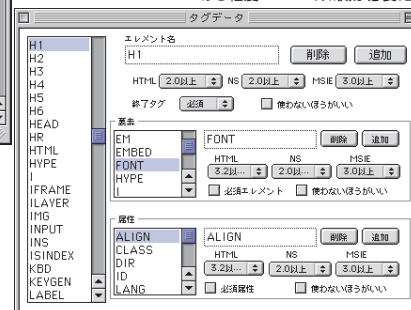 タグデータ
H1
H2
H3
H4
H5
H6
HEAD
HR
HTML
HYPE
I
IFRAME
ILAYER
IMG
INPUT
INS
ISINDEX
KBD
KEYGEN
LABEL
エレメント名
H1
削除
追加
HTML 2.0以上 NS 2.0以上 MSIE 3.0以上
終了タグ 必須 使わないほうがいい
要素
EM
EMBED
FONT
HYPE
I
FONT
削除
追加
HTML NS MSIE
3.2以... 2.0以上 3.0以上
必須エレメント 使わないほうがいい
属性
ALIGN
CLASS
DIR
ID
LANG
ALIGN
削除
追加
HTML NS MSIE
3.2以... 2.0以上 3.0以上
必須属性 使わないほうがいい